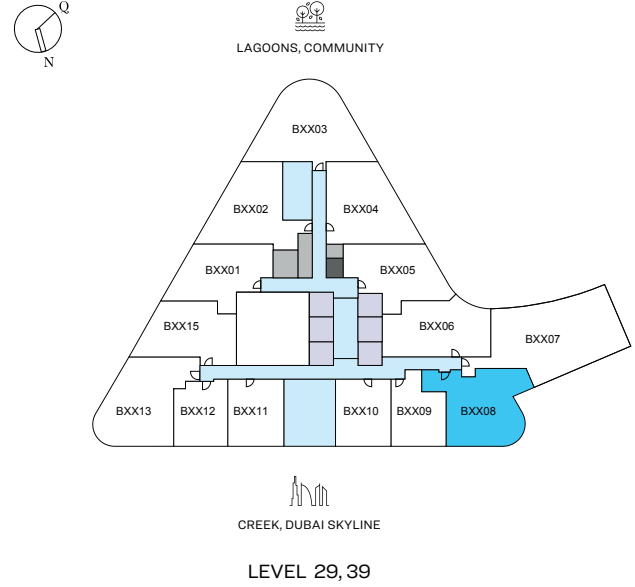 Q
N
LAGOONS, COMMUNITY
BXX03
BXX02
BXX04
BXX01
BXX05
BXX15
BXX06
BXX07
BXX13
BXX12
BXX11
BXX10
BXX09
BXX08
CREEK, DUBAI SKYLINE
LEVEL 29, 39